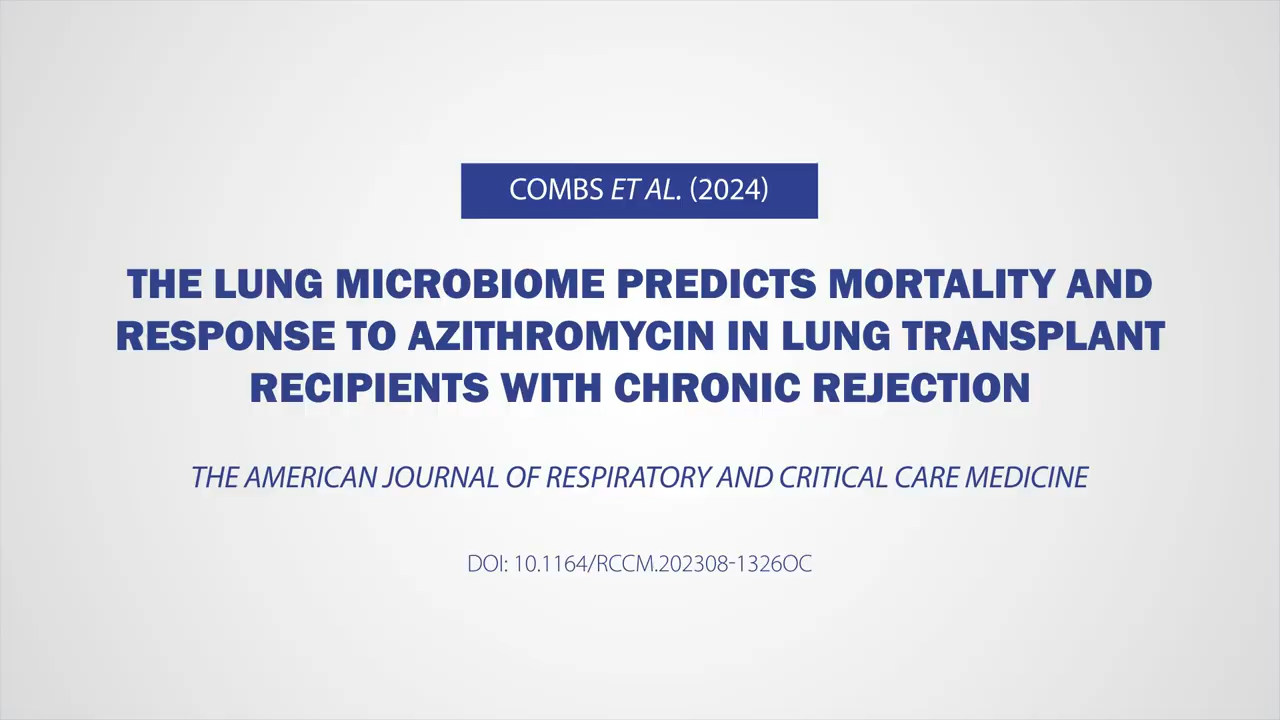 COMBS ET AL. (2024)
THE LUNG MICROBIOME PREDICTS MORTALITY AND
RESPONSE TO AZITHROMYCIN IN LUNG TRANSPLANT
RECIPIENTS WITH CHRONIC REJECTION
THE AMERICAN JOURNAL OF RESPIRATORY AND CRITICAL CARE MEDICINE
DOI: 10.1164/RCCM.202308-1326OC